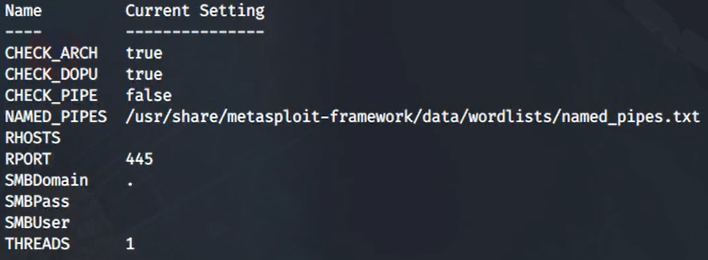 Name Current Setting
---- ---------------
CHECK_ARCH true
CHECK_DOPU true
CHECK_PIPE false
NAMED_PIPES /usr/share/metasploit-framework/data/wordlists/named_pipes.txt
RHOSTS
RPORT 445
SMBDomain .
SMBPass
SMBUser
THREADS 1